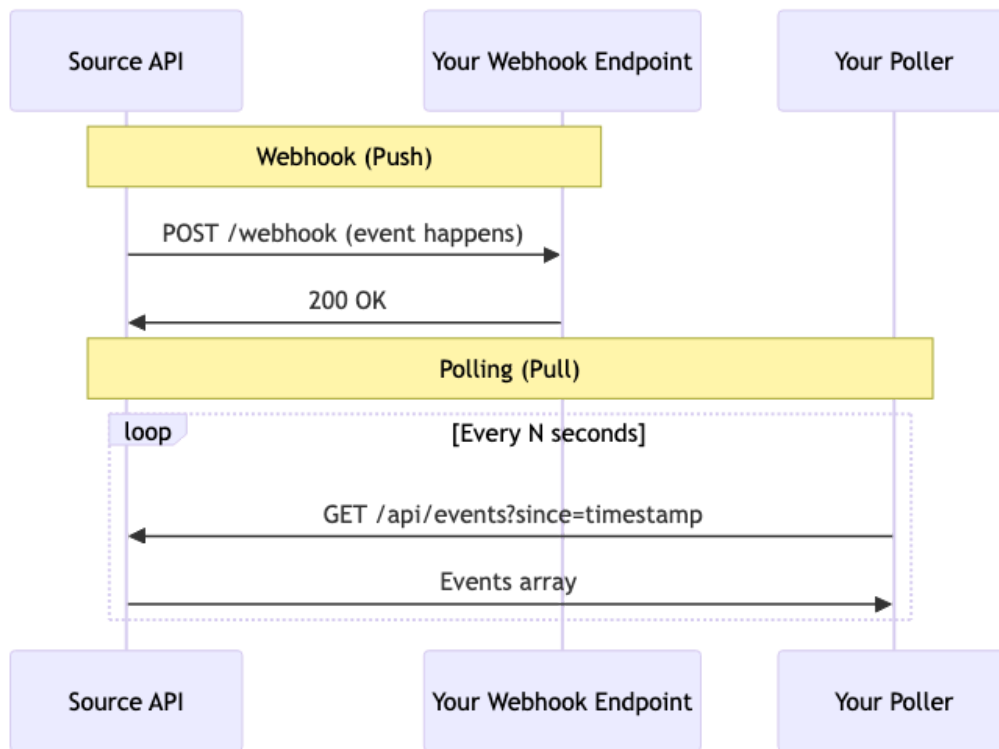 Source API
Your Webhook Endpoint
Your Poller
Webhook (Push)
POST /webhook (event happens)
200 OK
Polling (Pull)
loop
[Every N seconds]
GET /api/events?since=timestamp
Events array
Source API
Your Webhook Endpoint
Your Poller